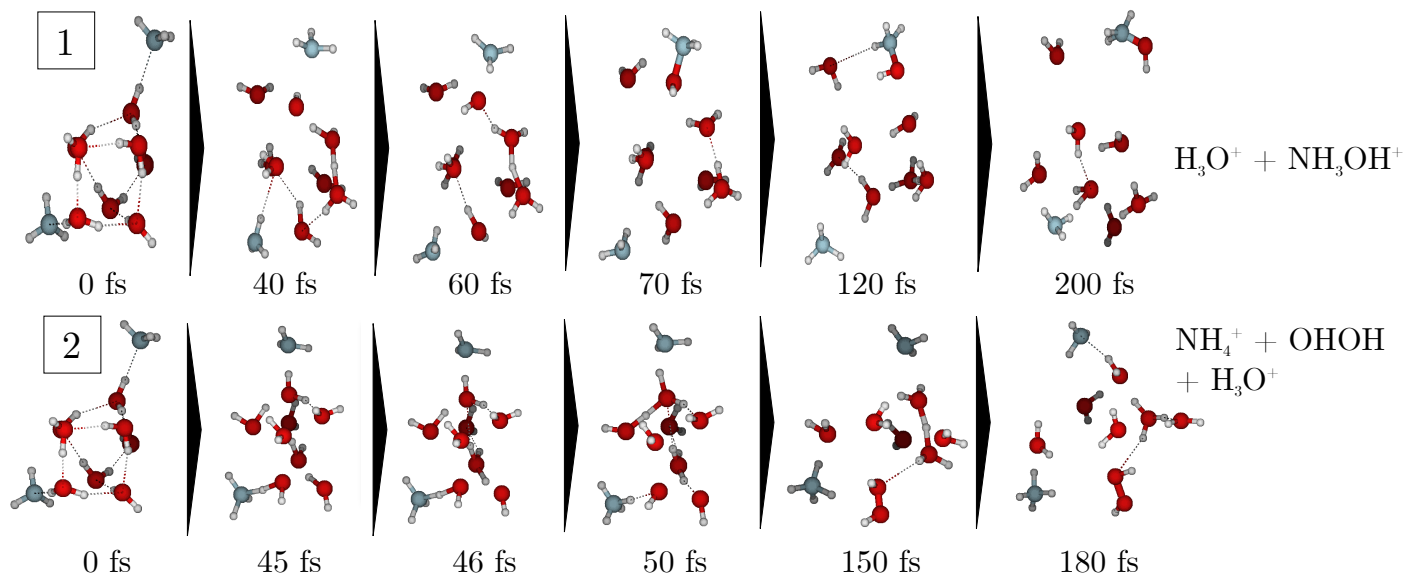 1
0 fs
40 fs
60 fs
70 fs
120 fs
200 fs
H₃O⁺ + NH₃OH⁺
2
0 fs
45 fs
46 fs
50 fs
150 fs
180 fs
NH₄⁺ + OHOH
+ H₃O⁺